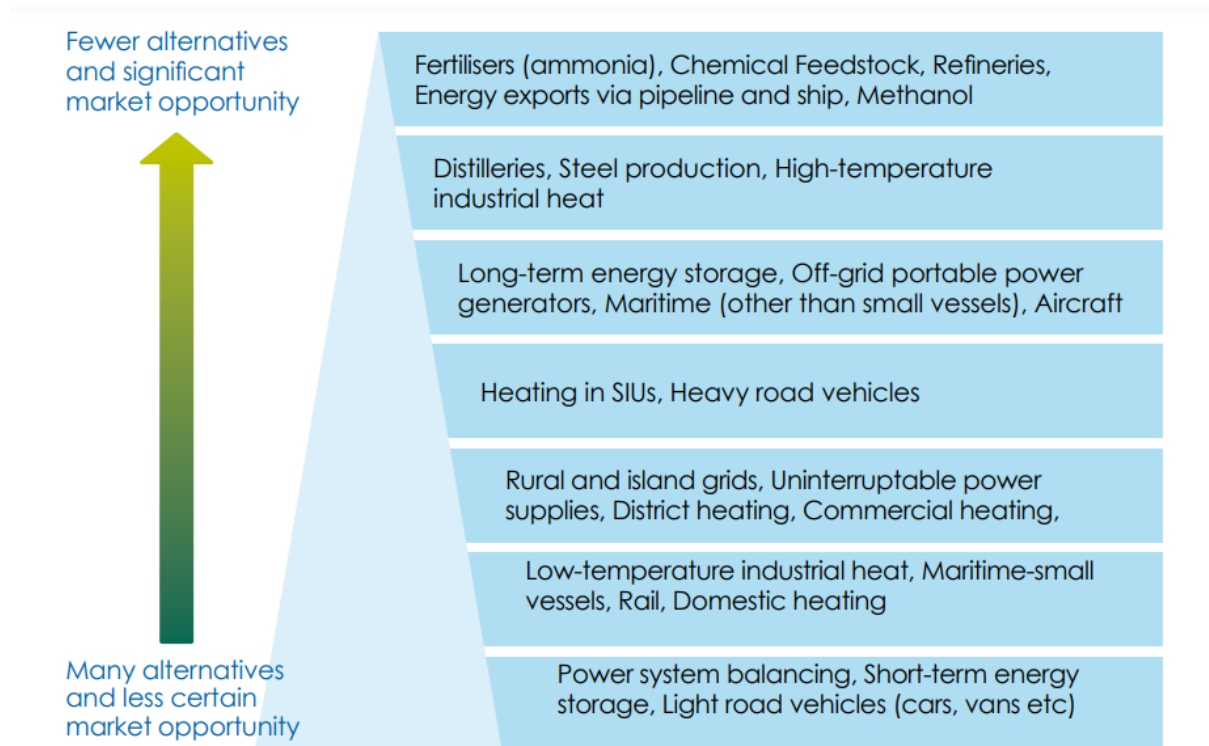 Fewer alternatives
and significant
market opportunity
Fertilisers (ammonia), Chemical Feedstock, Refineries,
Energy exports via pipeline and ship, Methanol
Distilleries, Steel production, High-temperature
industrial heat
Long-term energy storage, Off-grid portable power
generators, Maritime (other than small vessels), Aircraft
Heating in SIUs, Heavy road vehicles
Rural and island grids, Uninterruptable power
supplies, District heating, Commercial heating,
Low-temperature industrial heat, Maritime-small
vessels, Rail, Domestic heating
Many alternatives
and less certain
market opportunity
Power system balancing, Short-term energy
storage, Light road vehicles (cars, vans etc)